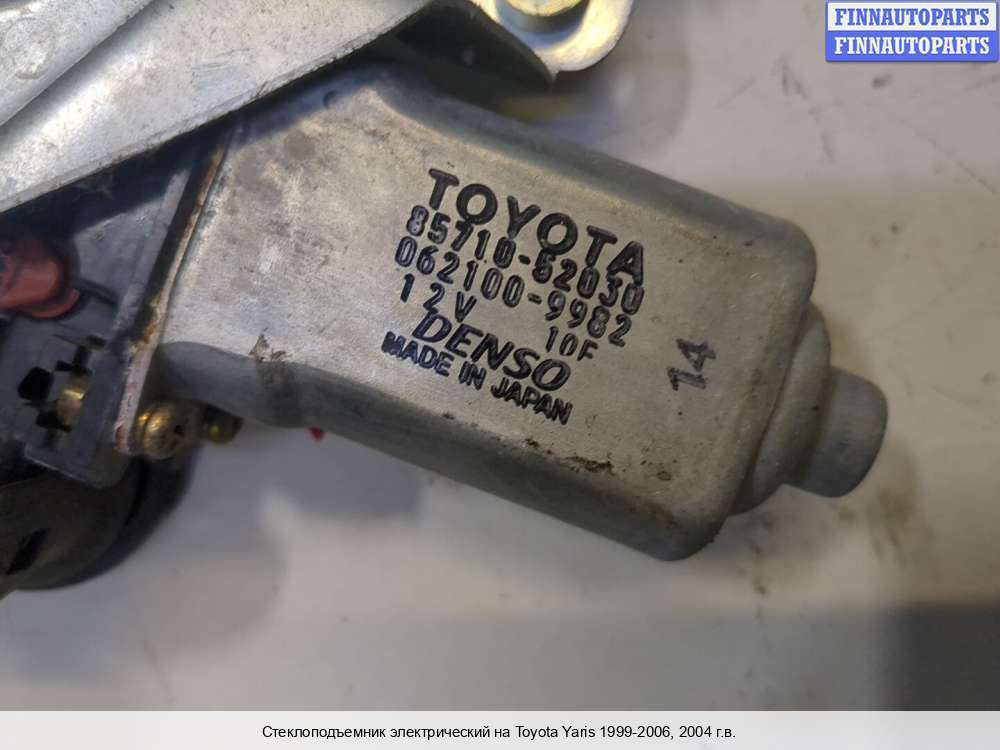 FINNAUTOPARTS
FINNAUTOPARTS
TOYOTA
85710-52030
062100-9982
12V 10F
DENSO
MADE IN JAPAN
14
Стеклоподъемник электрический на Toyota Yaris 1999-2006, 2004 г.в.